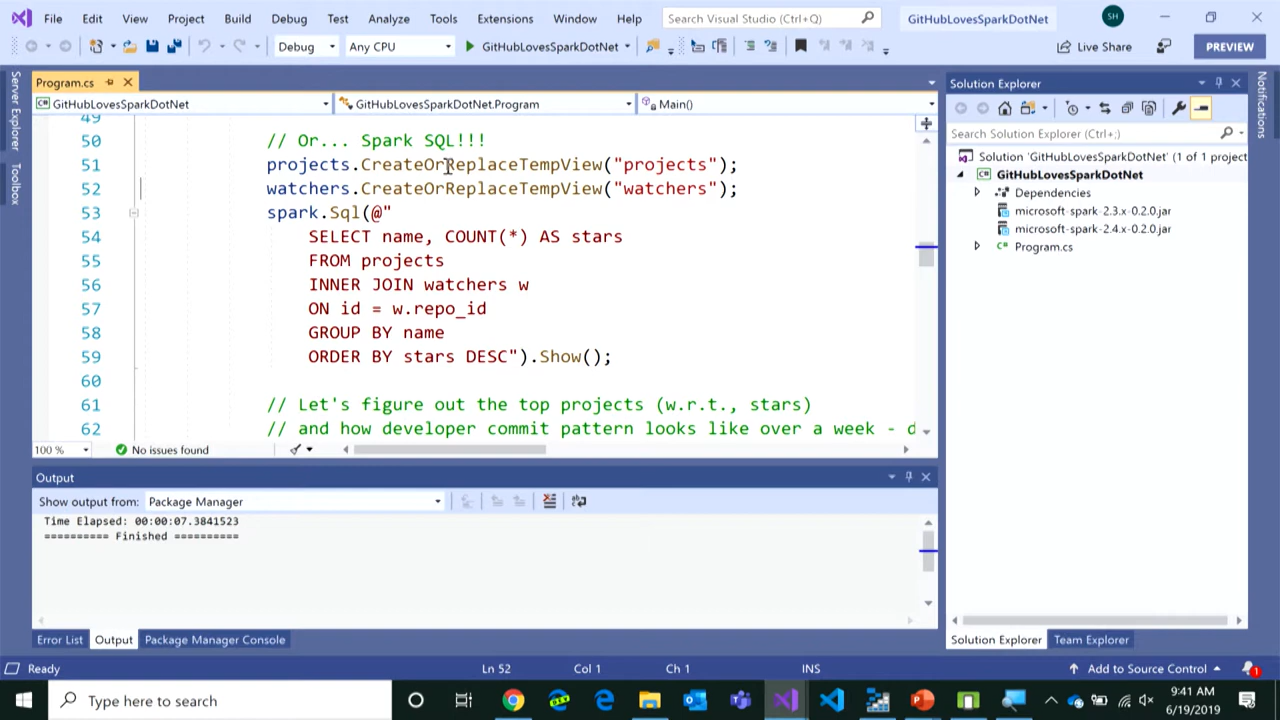 File Edit View Project Build Debug Test Analyze Tools Extensions Window Help Search Visual Studio (Ctrl+Q) GitHubLovesSparkDotNet SH
Debug Any CPU GitHubLovesSparkDotNet Live Share PREVIEW
Server Explorer
Toolbox
Program.cs
GitHubLovesSparkDotNet GitHubLovesSparkDotNet.Program Main()
49
50 // Or... Spark SQL!!!
51 projects.CreateOrReplaceTempView("projects");
52 watchers.CreateOrReplaceTempView("watchers");
53 spark.Sql(@"
54 SELECT name, COUNT(*) AS stars
55 FROM projects
56 INNER JOIN watchers w
57 ON id = w.repo_id
58 GROUP BY name
59 ORDER BY stars DESC").Show();
60
61 // Let's figure out the top projects (w.r.t., stars)
62 // and how developer commit pattern looks like over a week - d
100 % No issues found
Output
Show output from: Package Manager
Time Elapsed: 00:00:07.3841523
========== Finished ==========
Error List Output Package Manager Console
Solution Explorer
Search Solution Explorer (Ctrl+;)
Solution 'GitHubLovesSparkDotNet' (1 of 1 project
GitHubLovesSparkDotNet
Dependencies
microsoft-spark-2.3.x-0.2.0.jar
microsoft-spark-2.4.x-0.2.0.jar
C# Program.cs
Solution Explorer Team Explorer
Notifications
Ready Ln 52 Col 1 Ch 1 INS Add to Source Control 1
Type here to search
9:41 AM
6/19/2019